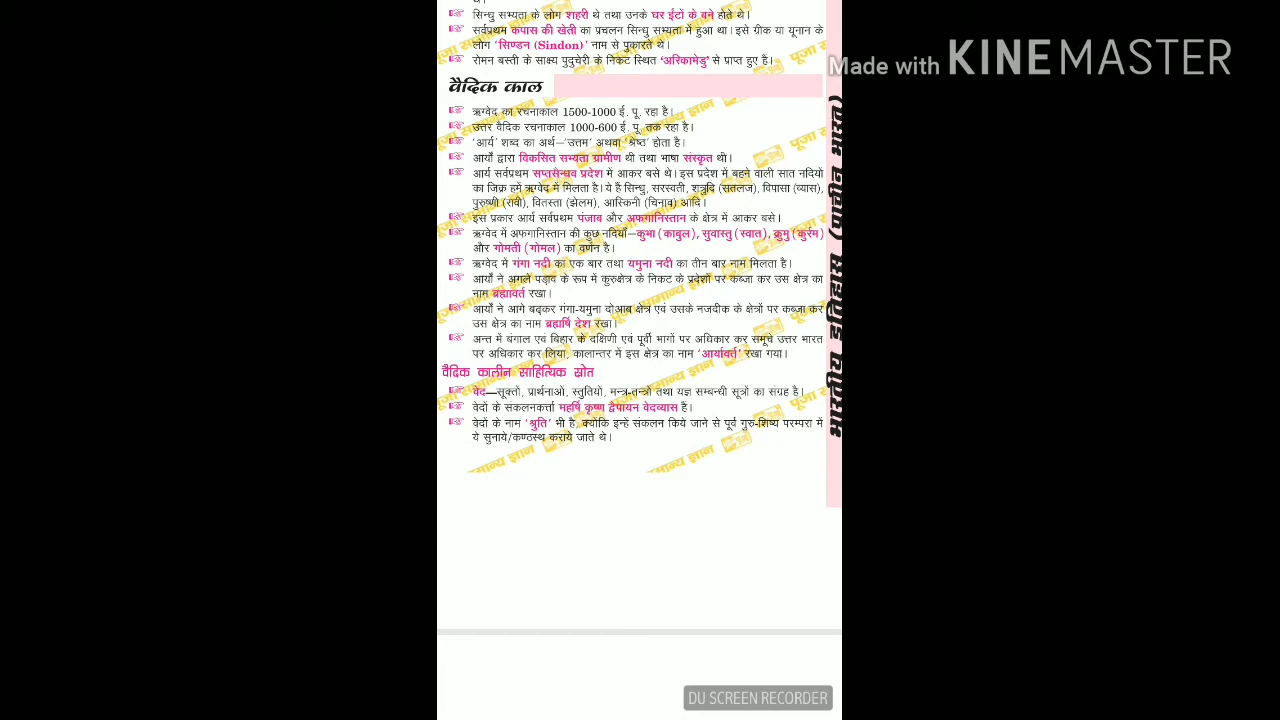 सिन्धु सभ्यता के लोग शहरी थे तथा उनके घर ईंटों के बने होते थे।
सर्वप्रथम कपास की खेती का प्रचलन सिन्धु सभ्यता में हुआ था। इसे ग्रीक या यूनान के
लोग ‘सिण्डन (Sindon)’ नाम से पुकारते थे।
रोमन बस्ती के साक्ष्य पुदुचेरी के निकट स्थित ‘अरिकामेडु’ से प्राप्त हुए हैं।
Made with KINEMASTER
वैदिक काल
ऋग्वेद का रचनाकाल 1500-1000 ई. पू. रहा है।
उत्तर वैदिक रचनाकाल 1000-600 ई. पू. तक रहा है।
‘आर्य’ शब्द का अर्थ—‘उत्तम’ अथवा ‘श्रेष्ठ’ होता है।
आर्यों द्वारा विकसित सभ्यता ग्रामीण थी तथा भाषा संस्कृत थी।
आर्य सर्वप्रथम सप्तसैन्धव प्रदेश में आकर बसे थे। इस प्रदेश में बहने वाली सात नदियों
का जिक्र हमें ऋग्वेद में मिलता है। ये हैं सिन्धु, सरस्वती, शत्रुदि (सतलज), विपासा (व्यास),
पुरुष्णी (रावी), वितस्ता (झेलम), आस्किनी (चिनाव) आदि।
इस प्रकार आर्य सर्वप्रथम पंजाब और अफगानिस्तान के क्षेत्र में आकर बसे।
ऋग्वेद में अफगानिस्तान की कुछ नदियाँ—कुभा (काबुल), सुवास्तु (स्वात), क्रुमु (कुर्रम)
और गोमती (गोमल) का वर्णन है।
ऋग्वेद में गंगा नदी का एक बार तथा यमुना नदी का तीन बार नाम मिलता है।
आर्यों ने अगले पड़ाव के रूप में कुरुक्षेत्र के निकट के प्रदेशों पर कब्जा कर उस क्षेत्र का
नाम ब्रह्मावर्त रखा।
आर्यों ने आगे बढ़कर गंगा-यमुना दोआब क्षेत्र एवं उसके नजदीक के क्षेत्रों पर कब्जा कर
उस क्षेत्र का नाम ब्रह्मर्षि देश रखा।
अन्त में बंगाल एवं बिहार के दक्षिणी एवं पूर्वी भागों पर अधिकार कर समूचे उत्तर भारत
पर अधिकार कर लिया, कालान्तर में इस क्षेत्र का नाम ‘आर्यावर्त’ रखा गया।
वैदिक कालीन साहित्यिक स्रोत
वेद—सूक्तों, प्रार्थनाओं, स्तुतियों, मन्त्र-तन्त्रों तथा यज्ञ सम्बन्धी सूत्रों का संग्रह है।
वेदों के संकलनकर्त्ता महर्षि कृष्ण द्वैपायन वेदव्यास हैं।
वेदों के नाम ‘श्रुति’ भी है, क्योंकि इन्हें संकलन किये जाने से पूर्व गुरु-शिष्य परम्परा में
ये सुनाये/कण्ठस्थ कराये जाते थे।
भारतीय इतिहास (प्राचीन भारत)
पूजा सामान्य ज्ञान
DU SCREEN RECORDER